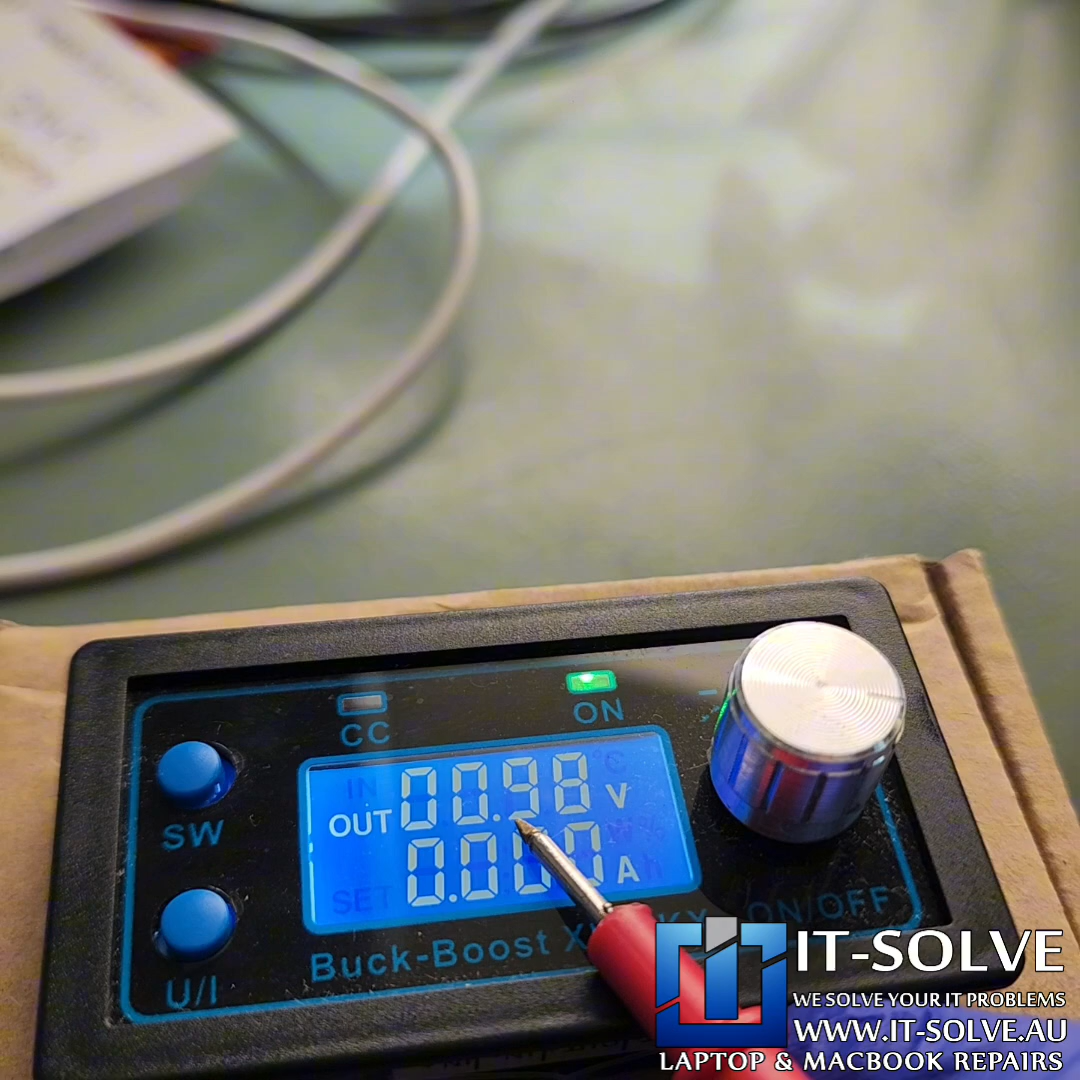 CC
ON
SW
IN
OUT 00.98 V
0.000 A
SET
U/I
Buck-Boost
ON/OFF
IT-SOLVE
WE SOLVE YOUR IT PROBLEMS
WWW.IT-SOLVE.AU
LAPTOP & MACBOOK REPAIRS